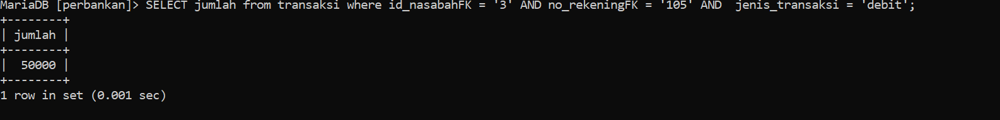 MariaDB [perbankan]> SELECT jumlah from transaksi where id_nasabahFK = '3' AND no_rekeningFK = '105' AND  jenis_transaksi = 'debit';
+--------+
| jumlah |
+--------+
|  50000 |
+--------+
1 row in set (0.001 sec)